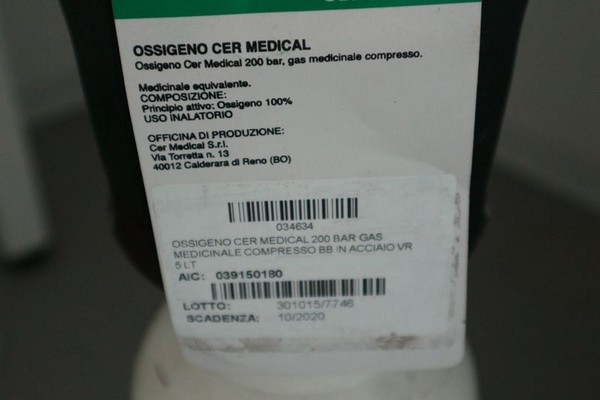 OSSIGENO CER MEDICAL
Ossigeno Cer Medical 200 bar, gas medicinale compresso.
Medicinale equivalente.
COMPOSIZIONE:
Principio attivo: Ossigeno 100%
USO INALATORIO
OFFICINA DI PRODUZIONE:
Cer Medical S.r.l.
Via Torretta n. 13
40012 Calderara di Reno (BO)
034634
OSSIGENO CER MEDICAL 200 BAR GAS
MEDICINALE COMPRESSO BB IN ACCIAIO VR
5 LT
AIC: 039150180
LOTTO: 301015/7746
SCADENZA: 10/2020